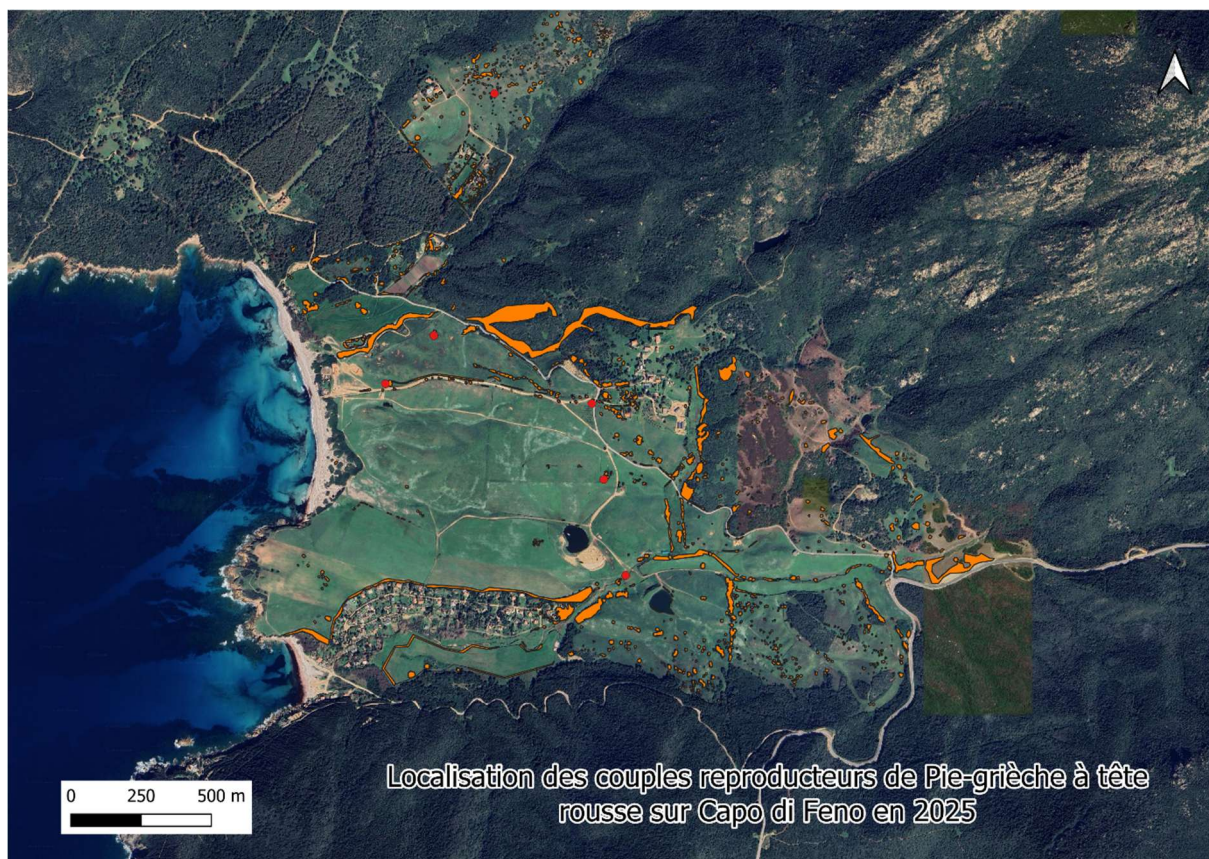 Localisation des couples reproducteurs de Pie-grièche à tête
rousse sur Capo di Feno en 2025
0 250 500 m